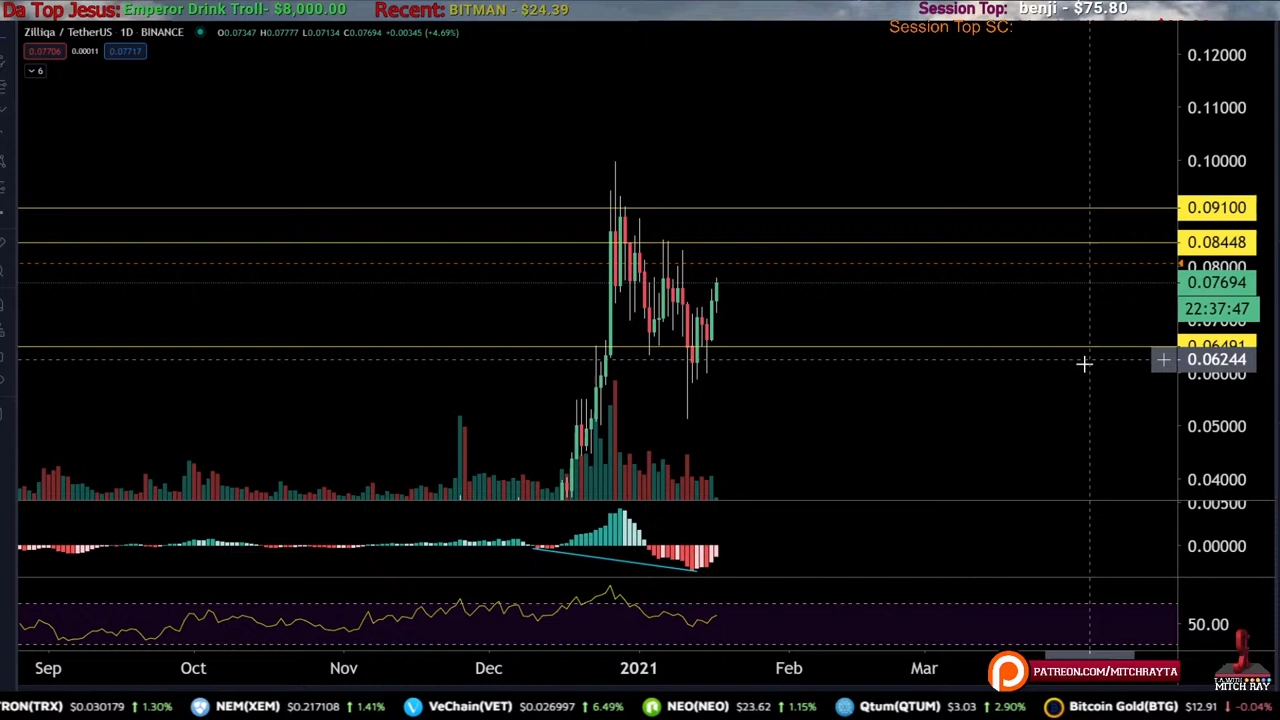 Da Top Jesus: Emperor Drink Troll- $8,000.00 Recent: BITMAN - $24.39 Session Top: benji - $75.80
Session Top SC:
Zilliqa / TetherUS · 1D · BINANCE O0.07347 H0.07777 L0.07134 C0.07694 +0.00345 (+4.69%)
0.07706 0.00011 0.07717
6
0.12000
0.11000
0.10000
0.09100
0.08448
0.08000
0.07694
22:37:47
0.07000
0.06491
0.06244
0.06000
0.05000
0.04000
0.00500
0.00000
50.00
Sep Oct Nov Dec 2021 Feb Mar
PATREON.COM/MITCHRAYTA
MITCH RAY
TRON(TRX) $0.030179 1.30% NEM(XEM) $0.217108 1.41% VeChain(VET) $0.026997 6.49% NEO(NEO) $23.62 1.15% Qtum(QTUM) $3.03 2.90% Bitcoin Gold(BTG) $12.91 -0.04%